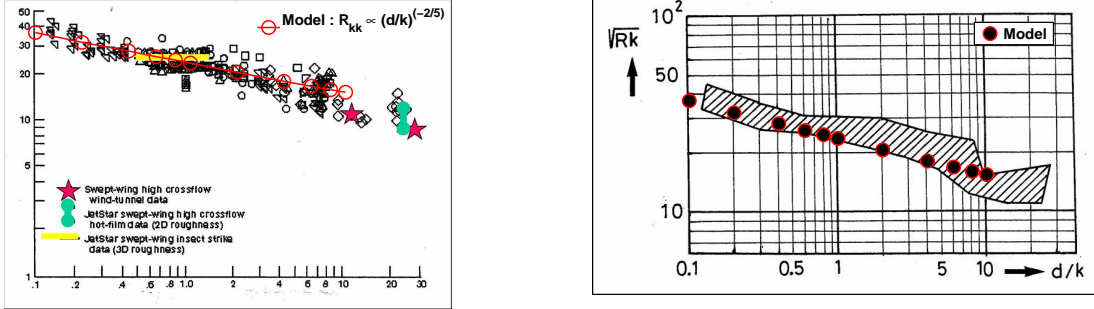 Model : R_kk ∝ (d/k)^(-2/5)
50
40
30
20
10
5
1
Swept-wing high crossflow
wind-tunnel data
JetStar swept-wing high crossflow
hot-film data (2D roughness)
JetStar swept-wing insect strike
data (3D roughness)
.1
.2
.4
.6
.8
1.0
2
4
6
8
10
20
30
10²
√Rk
50
10
Model
0.1
0.5
1
5
10
d/k